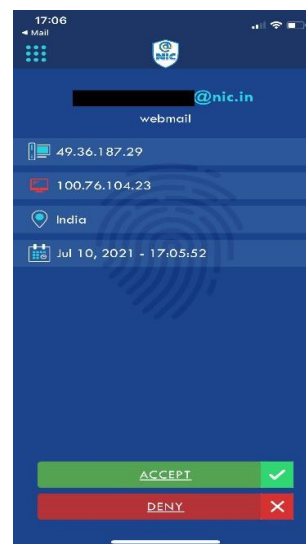 17:06
◀ Mail
NIC
@nic.in
webmail
49.36.187.29
100.76.104.23
India
Jul 10, 2021 - 17:05:52
ACCEPT
DENY